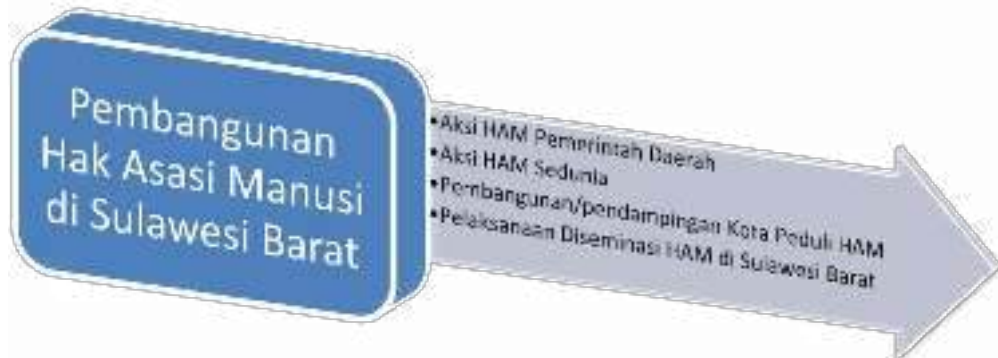 Pembangunan
Hak Asasi Manusi
di Sulawesi Barat
•Aksi HAM Pemerintah Daerah
•Aksi HAM Sedunia
•Pembangunan/pendampingan Kota Peduli HAM
•Pelaksanaan Diseminasi HAM di Sulawesi Barat